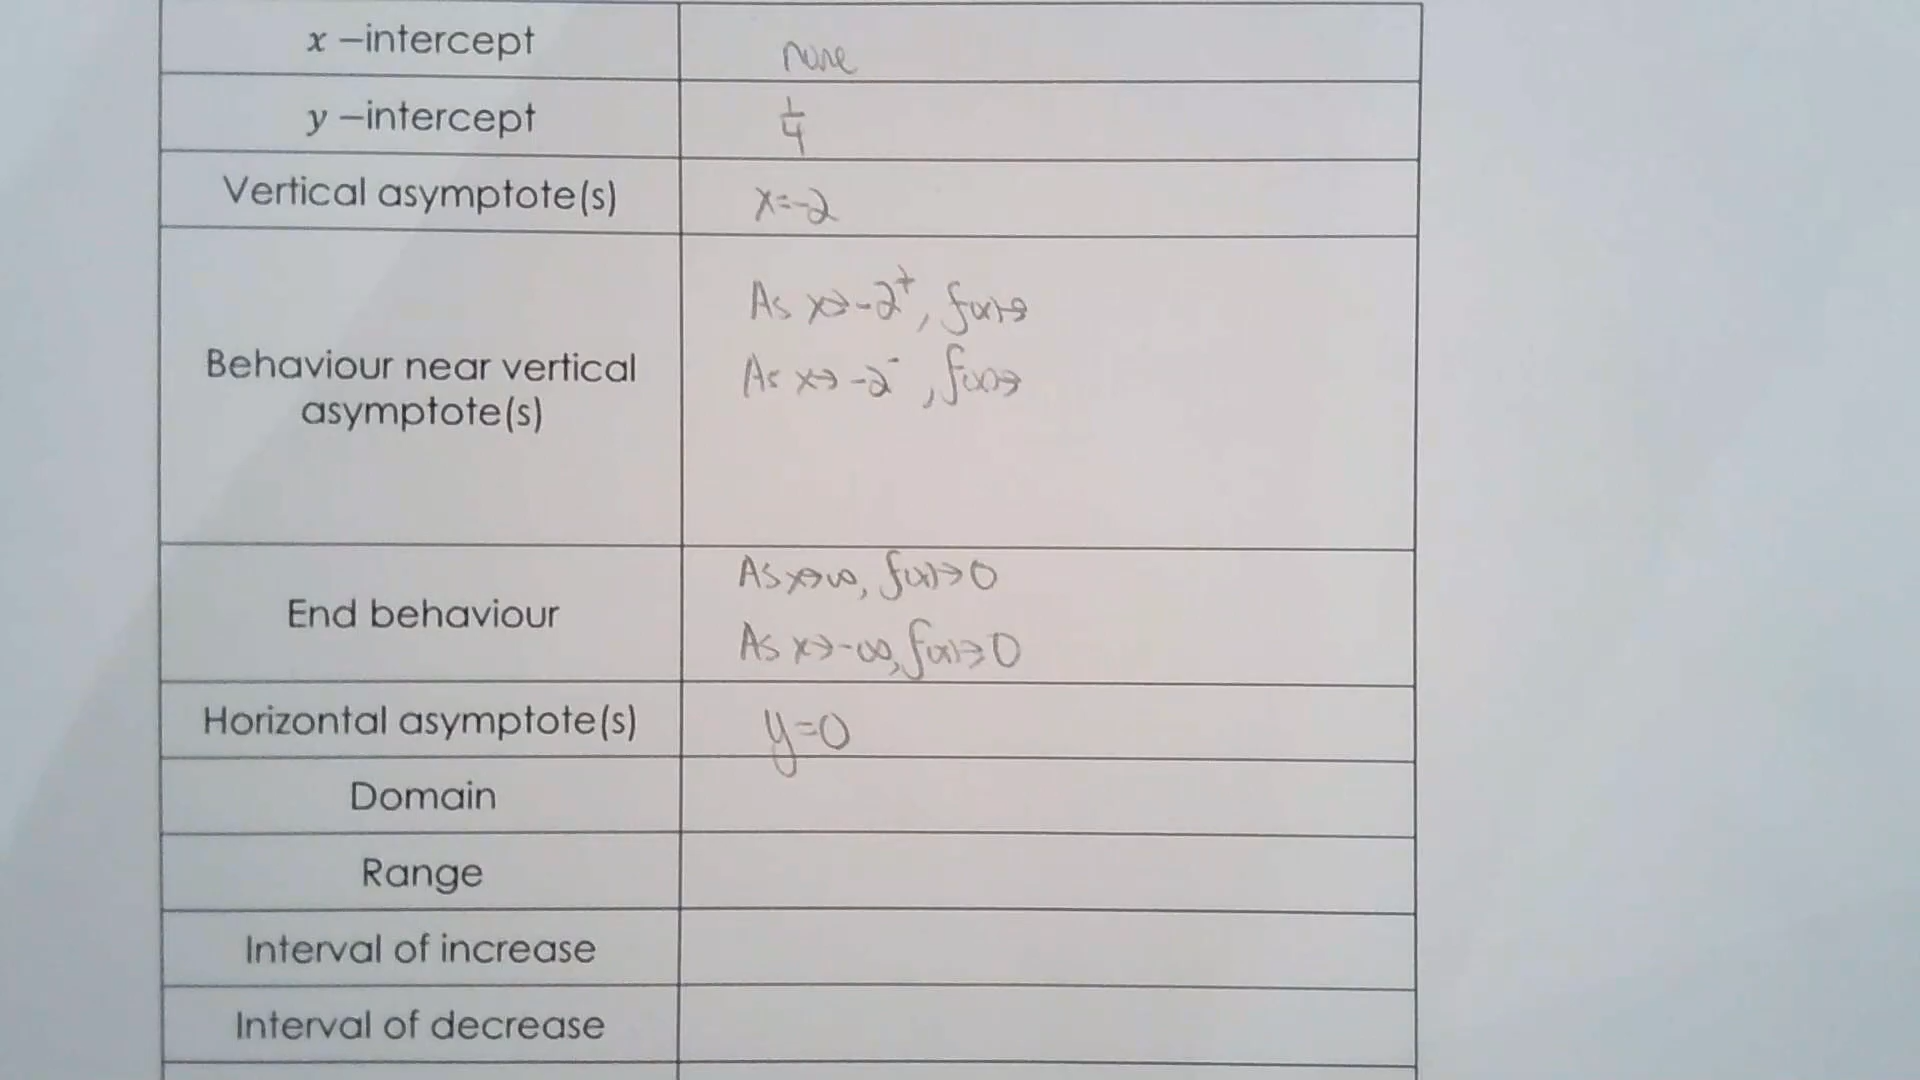 x –intercept none
y –intercept 1/4
Vertical asymptote(s) x=-2
Behaviour near vertical asymptote(s)
As x→-2⁺, f(x)→
As x→-2⁻, f(x)→
End behaviour
As x→∞, f(x)→0
As x→-∞, f(x)→0
Horizontal asymptote(s) y=0
Domain
Range
Interval of increase
Interval of decrease